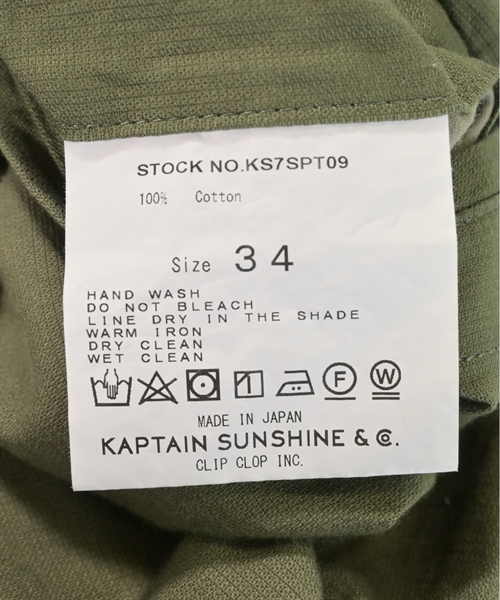 STOCK NO.KS7SPT09
100% Cotton
Size 34
HAND WASH
DO NOT BLEACH
LINE DRY IN THE SHADE
WARM IRON
DRY CLEAN
WET CLEAN
F W
MADE IN JAPAN
KAPTAIN SUNSHINE & Co.
CLIP CLOP INC.